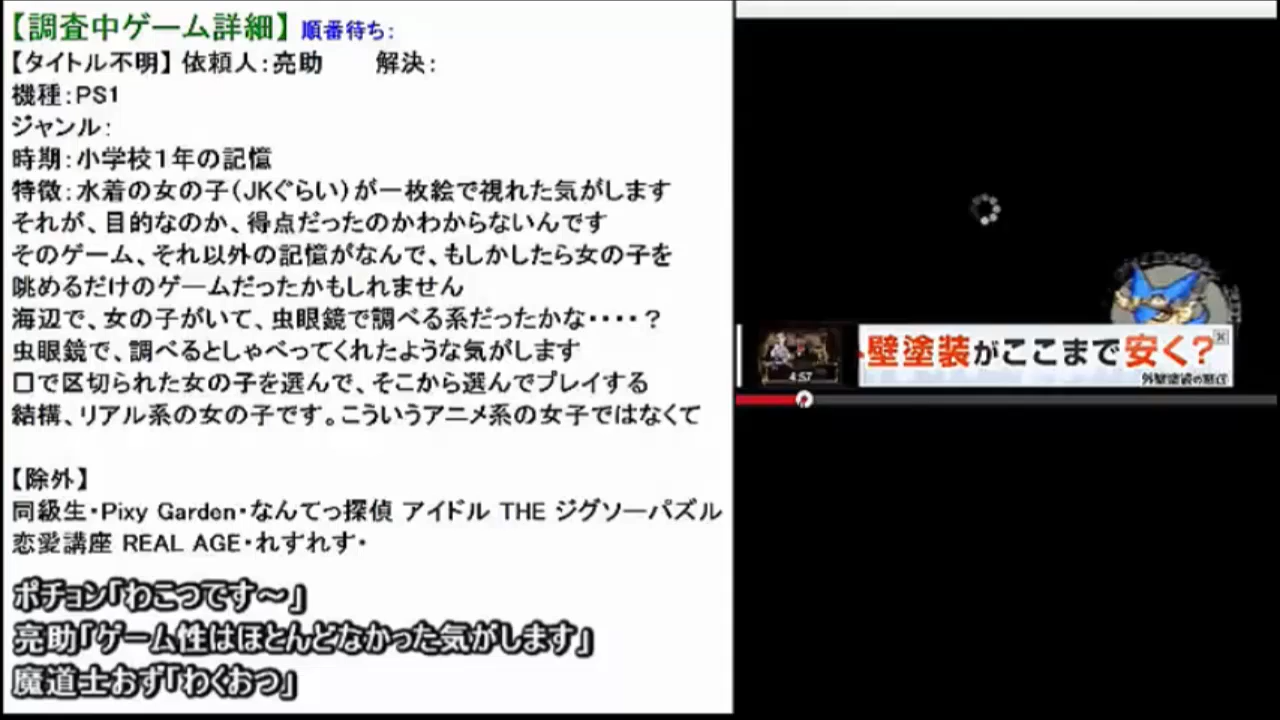 【調査中ゲーム詳細】 順番待ち:
【タイトル不明】 依頼人:亮助 解決:
機種:PS1
ジャンル:
時期:小学校1年の記憶
特徴:水着の女の子(JKぐらい)が一枚絵で視れた気がします
それが、目的なのか、得点だったのかわからないんです
そのゲーム、それ以外の記憶がなんで、もしかしたら女の子を
眺めるだけのゲームだったかもしれません
海辺で、女の子がいて、虫眼鏡で調べる系だったかな・・・・?
虫眼鏡で、調べるとしゃべってくれたような気がします
口で区切られた女の子を選んで、そこから選んでプレイする
結構、リアル系の女の子です。こういうアニメ系の女子ではなくて
【除外】
同級生・Pixy Garden・なんてっ探偵 アイドル THE ジグソーパズル
恋愛講座 REAL AGE・れすれす・
ポチョン「わこつです〜」
亮助「ゲーム性はほとんどなかった気がします」
魔道士おず「わくおつ」
4:57
壁塗装がここまで安く?